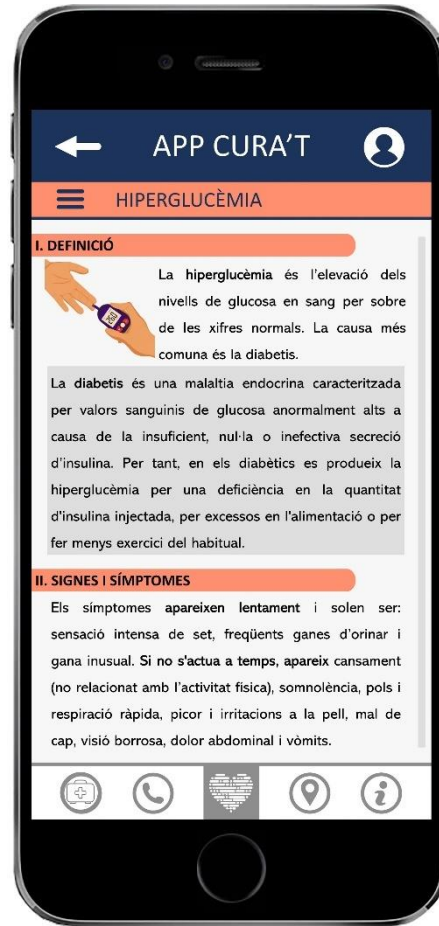 APP CURA'T
HIPERGLUCÈMIA
I. DEFINICIÓ
La hiperglucèmia és l'elevació dels
nivells de glucosa en sang per sobre
de les xifres normals. La causa més
comuna és la diabetis.
La diabetis és una malaltia endocrina caracteritzada
per valors sanguinis de glucosa anormalment alts a
causa de la insuficient, nul·la o inefectiva secreció
d'insulina. Per tant, en els diabètics es produeix la
hiperglucèmia per una deficiència en la quantitat
d'insulina injectada, per excessos en l'alimentació o per
fer menys exercici del habitual.
II. SIGNES I SÍMPTOMES
Els símptomes apareixen lentament i solen ser:
sensació intensa de set, freqüents ganes d'orinar i
gana inusual. Si no s'actua a temps, apareix cansament
(no relacionat amb l'activitat física), somnolència, pols i
respiració ràpida, picor i irritacions a la pell, mal de
cap, visió borrosa, dolor abdominal i vòmits.